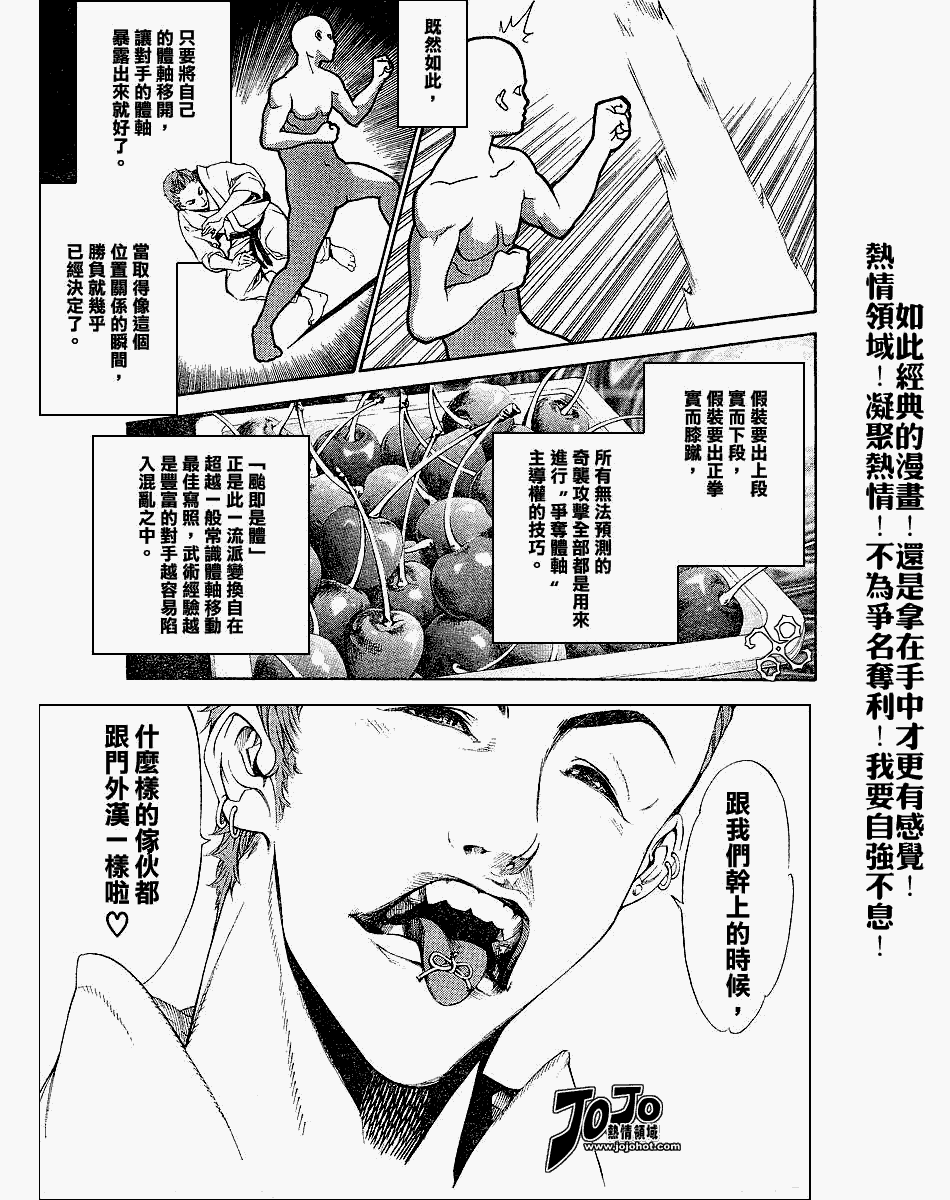 既然如此，
只要將自己
的體軸移開，
讓對手的體軸
暴露出來就好了。
當取得像這個
位置關係的瞬間，
勝負就幾乎
已經決定了。
假裝要出上段
實而下段，
假裝要出正拳
實而膝蹴，
所有無法預測的
奇襲攻擊全部都是用來
進行〝爭奪體軸〞
主導權的技巧。
「颱即是體」
正是此一流派變換自在
超越一般常識體軸移動
最佳寫照，武術經驗越
是豐富的對手越容易陷
入混亂之中。
跟我們幹上的時候，
什麼樣的傢伙都
跟門外漢一樣啦♡
如此經典的漫畫！還是拿在手中才更有感覺！
熱情領域！凝聚熱情！不為爭名奪利！我要自強不息！
JOJO
熱情領域
www.jojohot.com